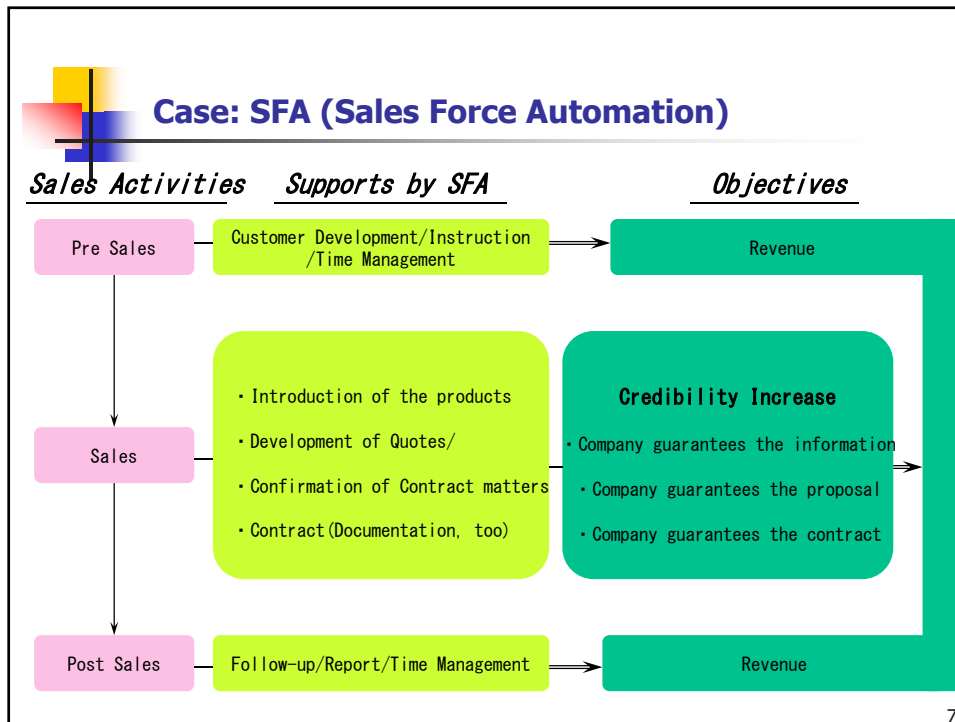 Case: SFA (Sales Force Automation)
Sales Activities
Supports by SFA
Objectives
Pre Sales
Customer Development/Instruction
/Time Management
Revenue
Sales
・Introduction of the products
・Development of Quotes/
・Confirmation of Contract matters
・Contract(Documentation, too)
Credibility Increase
・Company guarantees the information
・Company guarantees the proposal
・Company guarantees the contract
Post Sales
Follow-up/Report/Time Management
Revenue
7